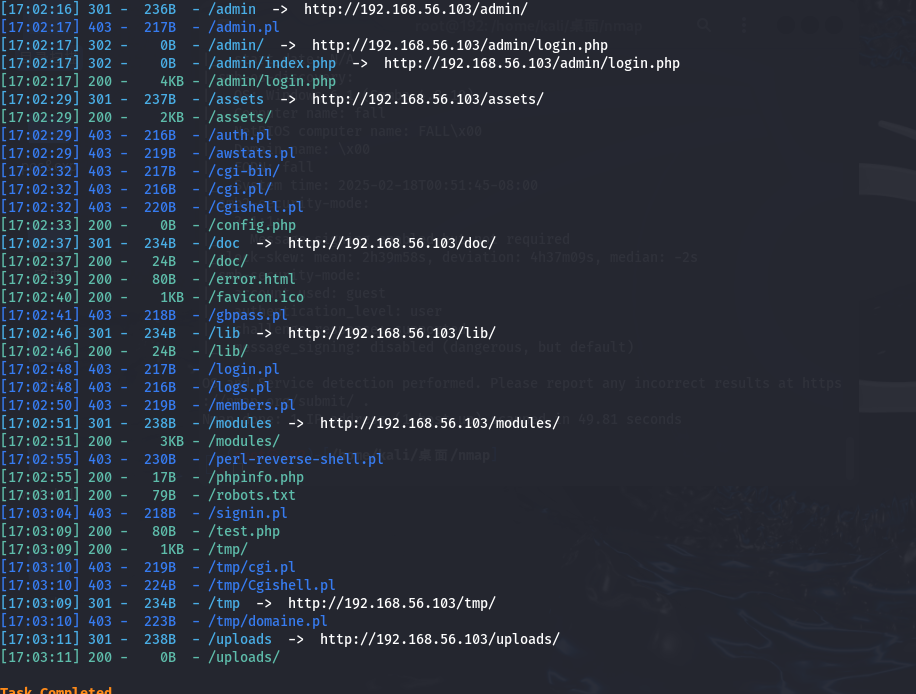 [17:02:16] 301 -  236B  - /admin  ->  http://192.168.56.103/admin/
[17:02:17] 403 -  217B  - /admin.pl
[17:02:17] 302 -    0B  - /admin/  ->  http://192.168.56.103/admin/login.php
[17:02:17] 302 -    0B  - /admin/index.php  ->  http://192.168.56.103/admin/login.php
[17:02:17] 200 -    4KB - /admin/login.php
[17:02:29] 301 -  237B  - /assets  ->  http://192.168.56.103/assets/
[17:02:29] 200 -    2KB - /assets/
[17:02:29] 403 -  216B  - /auth.pl
[17:02:29] 403 -  219B  - /awstats.pl
[17:02:32] 403 -  217B  - /cgi-bin/
[17:02:32] 403 -  216B  - /cgi.pl/
[17:02:32] 403 -  220B  - /Cgishell.pl
[17:02:33] 200 -    0B  - /config.php
[17:02:37] 301 -  234B  - /doc  ->  http://192.168.56.103/doc/
[17:02:37] 200 -   24B  - /doc/
[17:02:39] 200 -   80B  - /error.html
[17:02:40] 200 -    1KB - /favicon.ico
[17:02:41] 403 -  218B  - /gbpass.pl
[17:02:46] 301 -  234B  - /lib  ->  http://192.168.56.103/lib/
[17:02:46] 200 -   24B  - /lib/
[17:02:48] 403 -  217B  - /login.pl
[17:02:48] 403 -  216B  - /logs.pl
[17:02:50] 403 -  219B  - /members.pl
[17:02:51] 301 -  238B  - /modules  ->  http://192.168.56.103/modules/
[17:02:51] 200 -    3KB - /modules/
[17:02:55] 403 -  230B  - /perl-reverse-shell.pl
[17:02:55] 200 -   17B  - /phpinfo.php
[17:03:01] 200 -   79B  - /robots.txt
[17:03:04] 403 -  218B  - /signin.pl
[17:03:09] 200 -   80B  - /test.php
[17:03:09] 200 -    1KB - /tmp/
[17:03:10] 403 -  219B  - /tmp/cgi.pl
[17:03:10] 403 -  224B  - /tmp/Cgishell.pl
[17:03:09] 301 -  234B  - /tmp  ->  http://192.168.56.103/tmp/
[17:03:10] 403 -  223B  - /tmp/domaine.pl
[17:03:11] 301 -  238B  - /uploads  ->  http://192.168.56.103/uploads/
[17:03:11] 200 -    0B  - /uploads/
Task Completed